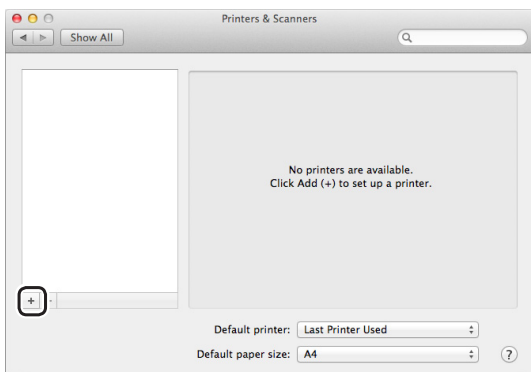 Printers & Scanners
Show All
No printers are available.
Click Add (+) to set up a printer.
+ -
Default printer: Last Printer Used
Default paper size: A4 ?